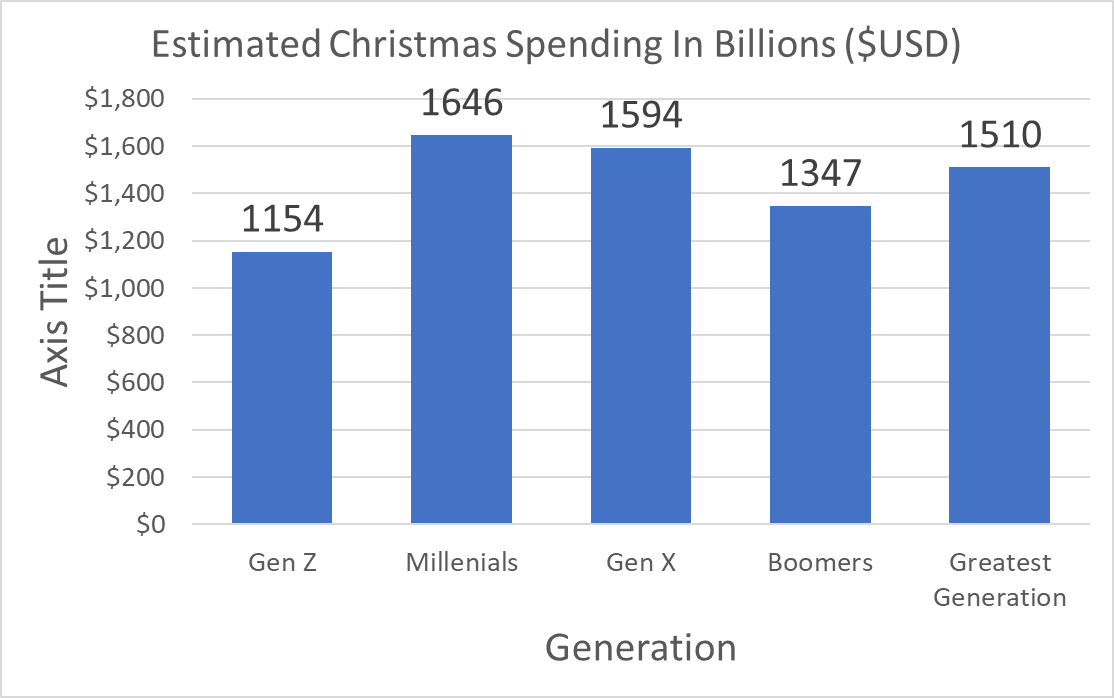 Estimated Christmas Spending In Billions ($USD)
$1,800
$1,600
$1,400
$1,200
$1,000
$800
$600
$400
$200
$0
Axis Title
1154
1646
1594
1347
1510
Gen Z
Millenials
Gen X
Boomers
Greatest
Generation
Generation